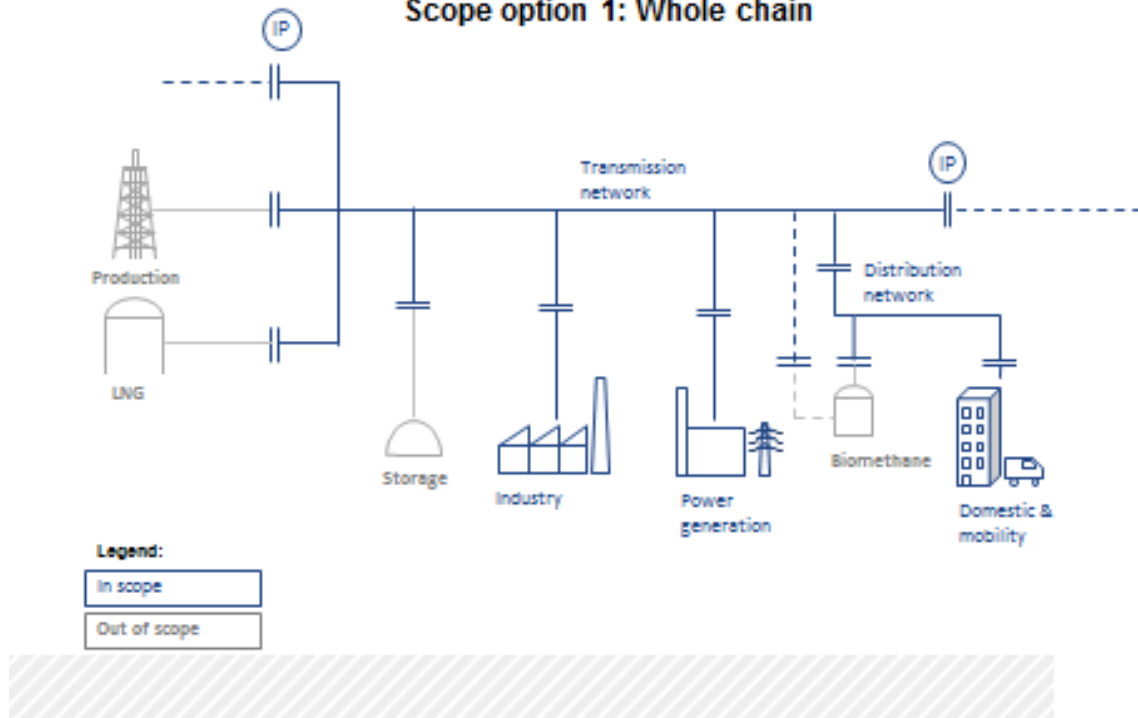 Scope option 1: Whole chain
IP
Transmission
network
IP
Production
Distribution
network
LNG
Storage
Industry
Power
generation
Biomethane
Domestic &
mobility
Legend:
In scope
Out of scope